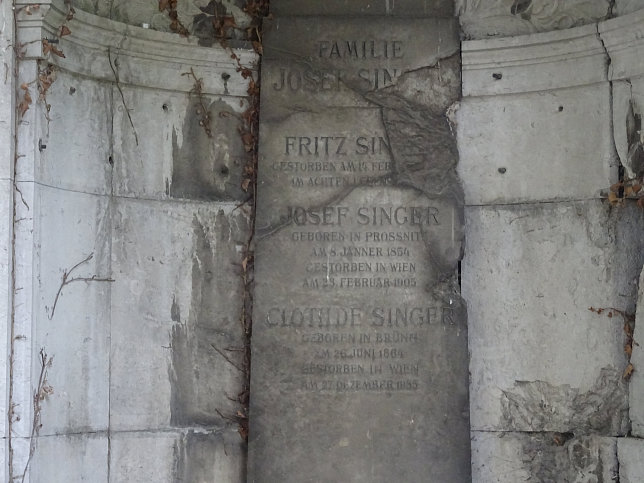 FAMILIE
JOSEF SIN
FRITZ SIN
GESTORBEN AM 14. FEB
IM ACHTEN
JOSEF SINGER
GEBOREN IN PROSSNITZ
AM 8. JÄNNER 1854
GESTORBEN IN WIEN
AM 23. FEBRUAR 1905
CLOTILDE SINGER
GEBOREN IN BRÜNN
AM 26. JUNI 1864
GESTORBEN IN WIEN
AM 27. DEZEMBER